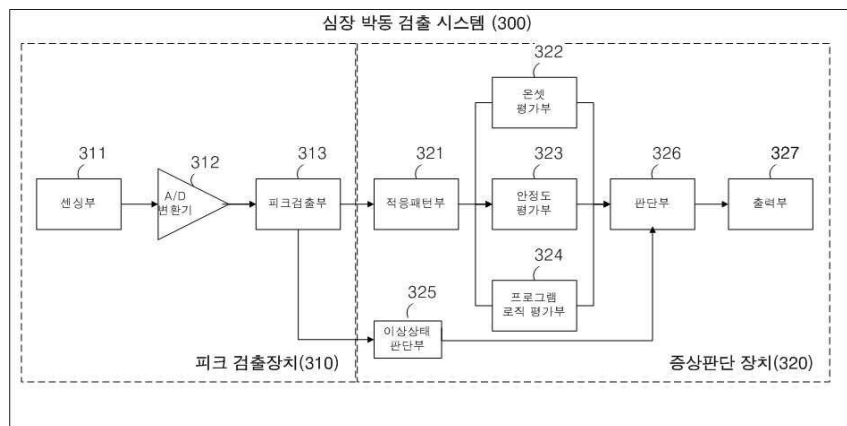 심장 박동 검출 시스템 (300)
322
온셋
평가부
311
센싱부
312
A/D
변환기
313
피크검출부
321
적응패턴부
323
안정도
평가부
326
판단부
327
출력부
324
프로그램
로직 평가부
325
이상상태
판단부
피크 검출장치(310)
증상판단 장치(320)